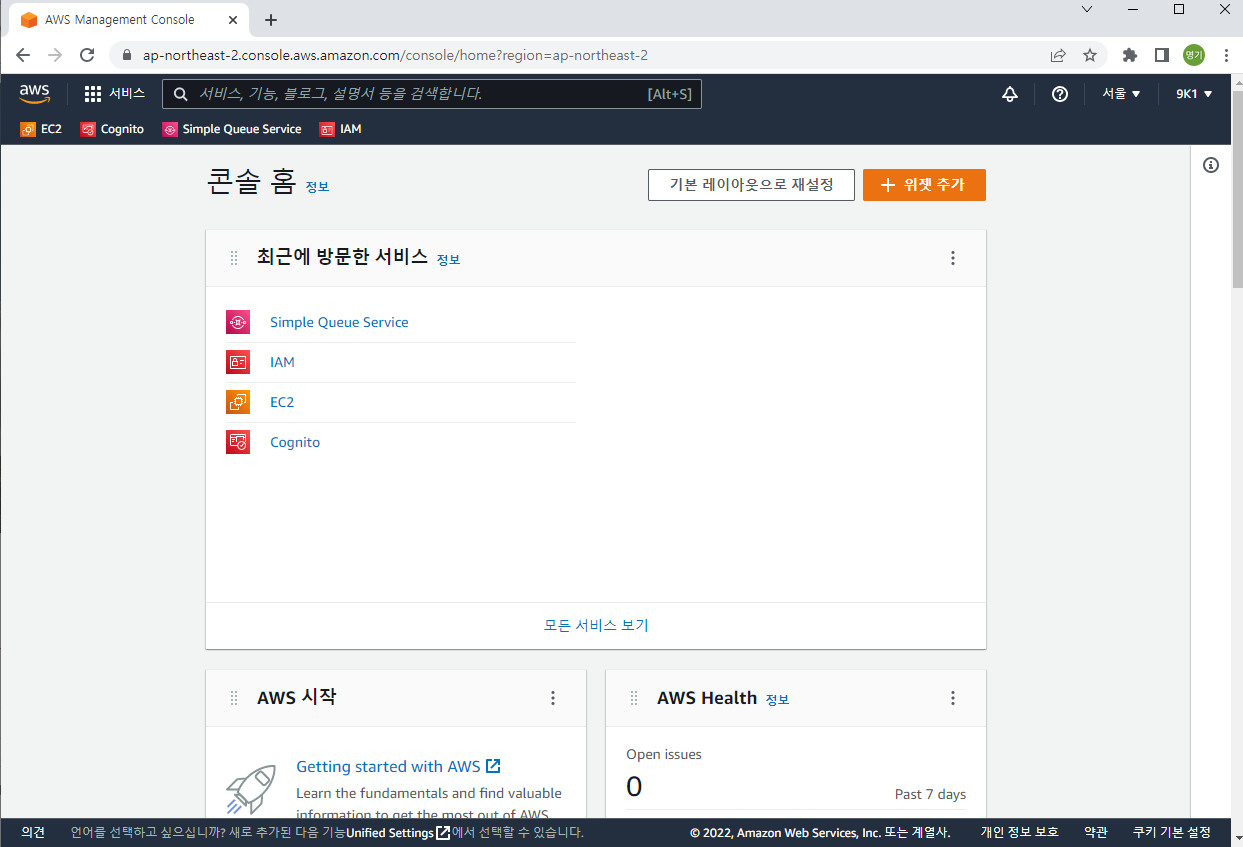 AWS Management Console
ap-northeast-2.console.aws.amazon.com/console/home?region=ap-northeast-2
명기
aws 서비스 서비스, 기능, 블로그, 설명서 등을 검색합니다. [Alt+S] 서울 ▼ 9K1 ▼
EC2 Cognito Simple Queue Service IAM
콘솔 홈 정보 기본 레이아웃으로 재설정 위젯 추가
최근에 방문한 서비스 정보
Simple Queue Service
IAM
EC2
Cognito
모든 서비스 보기
AWS 시작
Getting started with AWS
Learn the fundamentals and find valuable
information to get the most out of AWS
AWS Health 정보
Open issues
0
Past 7 days
의견 언어를 선택하고 싶으십니까? 새로 추가된 다음 기능Unified Settings에서 선택할 수 있습니다. © 2022, Amazon Web Services, Inc. 또는 계열사. 개인 정보 보호 약관 쿠키 기본 설정